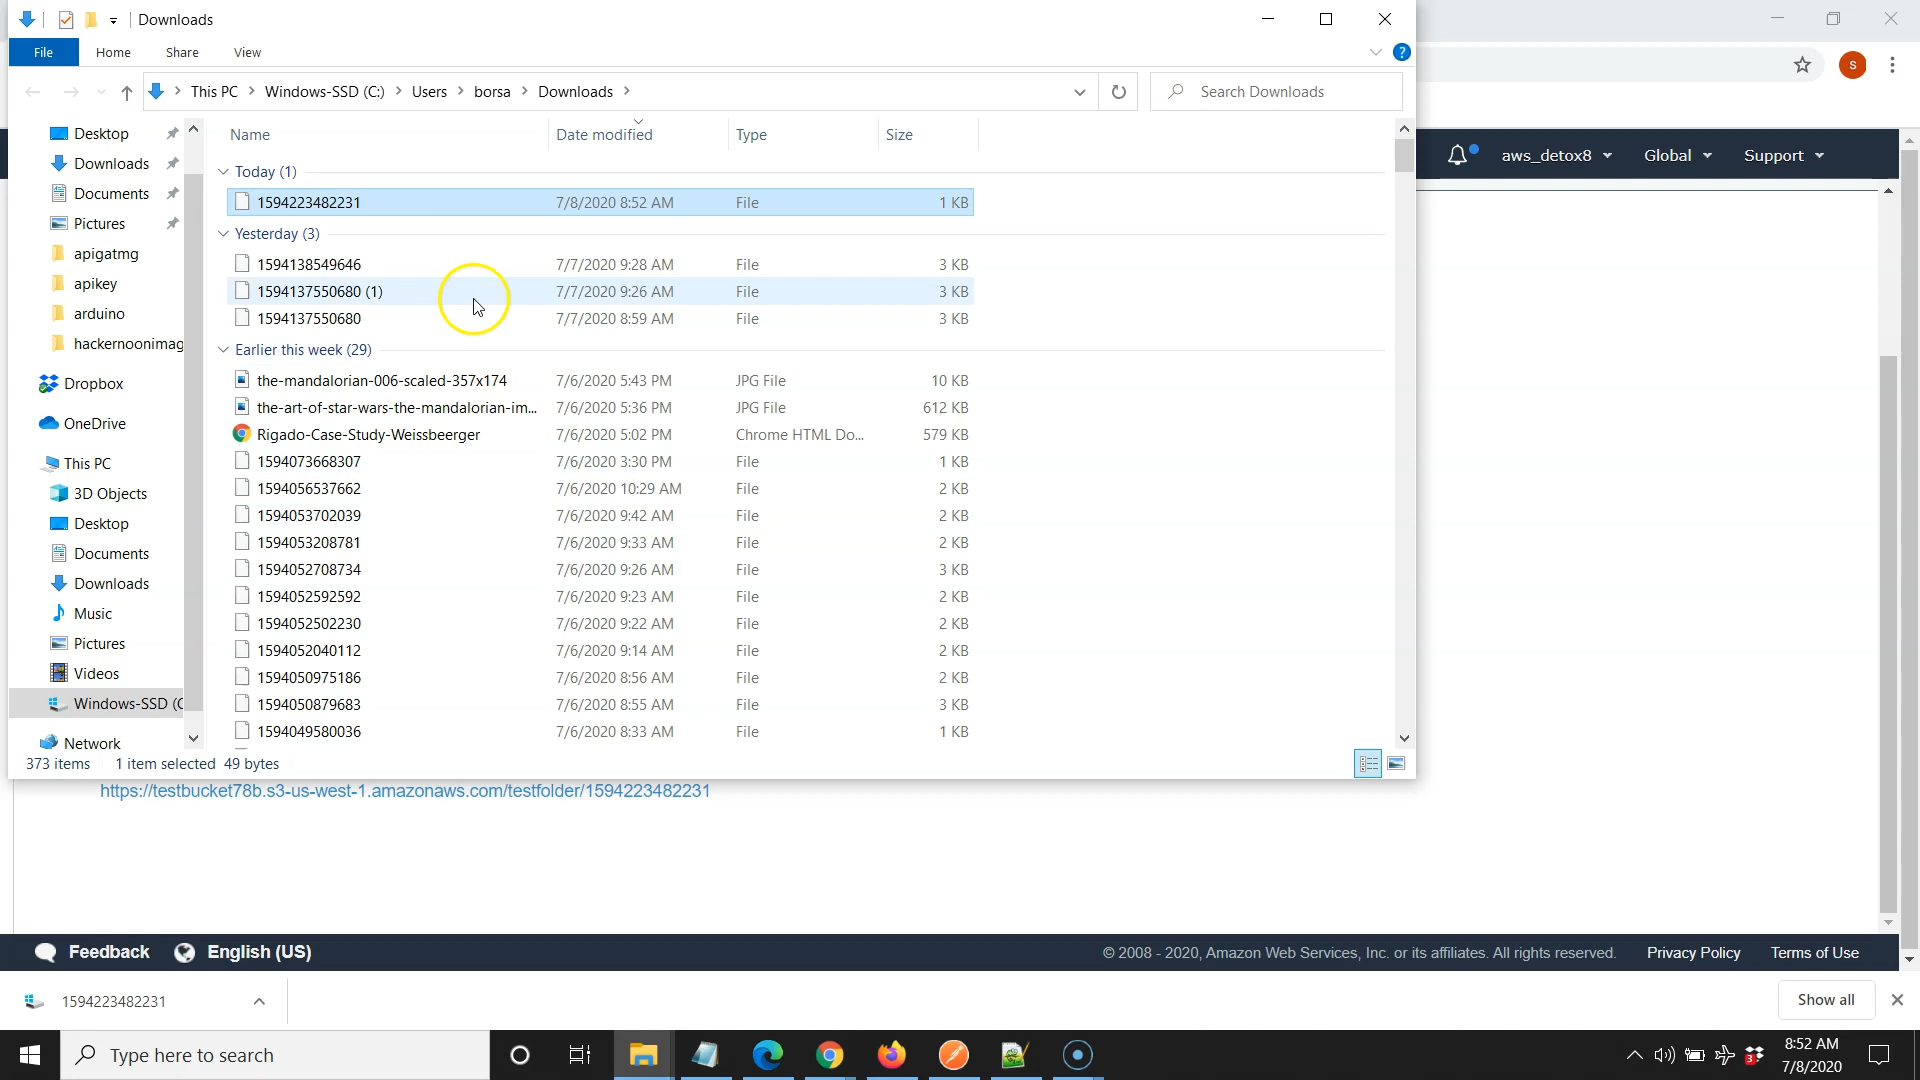 Downloads
File Home Share View
This PC Windows-SSD (C:) Users borsa Downloads
Search Downloads
S
aws_detox8 Global Support
Desktop
Downloads
Documents
Pictures
apigatmg
apikey
arduino
hackernoonimag
Dropbox
OneDrive
This PC
3D Objects
Desktop
Documents
Downloads
Music
Pictures
Videos
Windows-SSD (C
Network
Name Date modified Type Size
Today (1)
1594223482231 7/8/2020 8:52 AM File 1 KB
Yesterday (3)
1594138549646 7/7/2020 9:28 AM File 3 KB
1594137550680 (1) 7/7/2020 9:26 AM File 3 KB
1594137550680 7/7/2020 8:59 AM File 3 KB
Earlier this week (29)
the-mandalorian-006-scaled-357x174 7/6/2020 5:43 PM JPG File 10 KB
the-art-of-star-wars-the-mandalorian-im... 7/6/2020 5:36 PM JPG File 612 KB
Rigado-Case-Study-Weissbeerger 7/6/2020 5:02 PM Chrome HTML Do... 579 KB
1594073668307 7/6/2020 3:30 PM File 1 KB
1594056537662 7/6/2020 10:29 AM File 2 KB
1594053702039 7/6/2020 9:42 AM File 2 KB
1594053208781 7/6/2020 9:33 AM File 2 KB
1594052708734 7/6/2020 9:26 AM File 3 KB
1594052592592 7/6/2020 9:23 AM File 2 KB
1594052502230 7/6/2020 9:22 AM File 2 KB
1594052040112 7/6/2020 9:14 AM File 2 KB
1594050975186 7/6/2020 8:56 AM File 2 KB
1594050879683 7/6/2020 8:55 AM File 3 KB
1594049580036 7/6/2020 8:33 AM File 1 KB
373 items 1 item selected 49 bytes
https://testbucket78b.s3-us-west-1.amazonaws.com/testfolder/1594223482231
Feedback English (US) © 2008 - 2020, Amazon Web Services, Inc. or its affiliates. All rights reserved. Privacy Policy Terms of Use
1594223482231 Show all
Type here to search
3
8:52 AM
7/8/2020